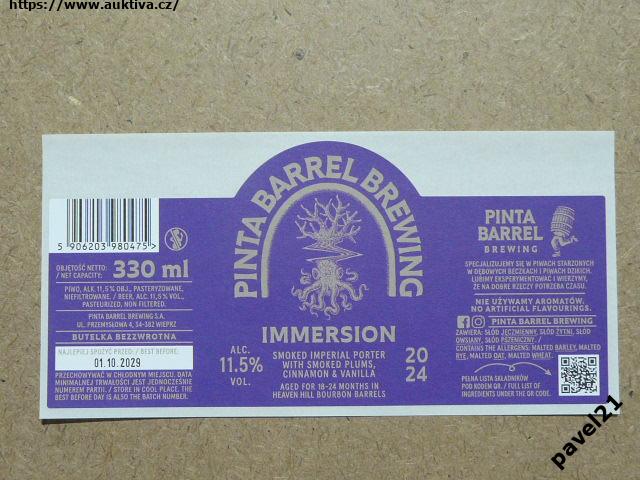 https://www.auktiva.cz/
5 906203 980475 >
OBJĘTOŚĆ NETTO:
/ NET CAPACITY:
330 ml
PIWO, ALK. 11,5% OBJ., PASTERYZOWANE,
NIEFILTROWANE. / BEER, ALC. 11,5% VOL.,
PASTEURIZED, NON FILTERED.
PINTA BARREL BREWING S.A.
UL. PRZEMYSŁOWA 4, 34-382 WIEPRZ
BUTELKA BEZZWROTNA
NAJLEPIEJ SPOŻYĆ PRZED: / BEST BEFORE:
01.10.2029
PRZECHOWYWAĆ W CHŁODNYM MIEJSCU. DATA
MINIMALNEJ TRWAŁOŚCI JEST JEDNOCZEŚNIE
NUMEREM PARTII. / STORE IN COOL PLACE. THE
BEST BEFORE DAY IS ALSO THE BATCH NUMBER.
PINTA BARREL BREWING
IMMERSION
ALC.
11.5%
VOL.
SMOKED IMPERIAL PORTER
WITH SMOKED PLUMS,
CINNAMON & VANILLA
20
24
AGED FOR 18-24 MONTHS IN
HEAVEN HILL BOURBON BARRELS
PINTA
BARREL
BREWING
SPECJALIZUJEMY SIĘ W PIWACH STARZONYCH
W DĘBOWYCH BECZKACH I PIWACH DZIKICH.
LUBIMY EKSPERYMENTOWAĆ I WIERZYMY,
ŻE NA DOBRE RZECZY POTRZEBA CZASU.
NIE UŻYWAMY AROMATÓW.
NO ARTIFICIAL FLAVOURINGS.
PINTA BARREL BREWING
ZAWIERA: SŁÓD JĘCZMIENNY, SŁÓD ŻYTNI, SŁÓD
OWSIANY, SŁÓD PSZENICZNY. /
CONTAINS THE ALLERGENS: MALTED BARLEY, MALTED
RYE, MALTED OAT, MALTED WHEAT.
PEŁNA LISTA SKŁADNIKÓW
POD KODEM QR. / FULL LIST OF
INGREDIENTS UNDER THE QR CODE.
pavel21